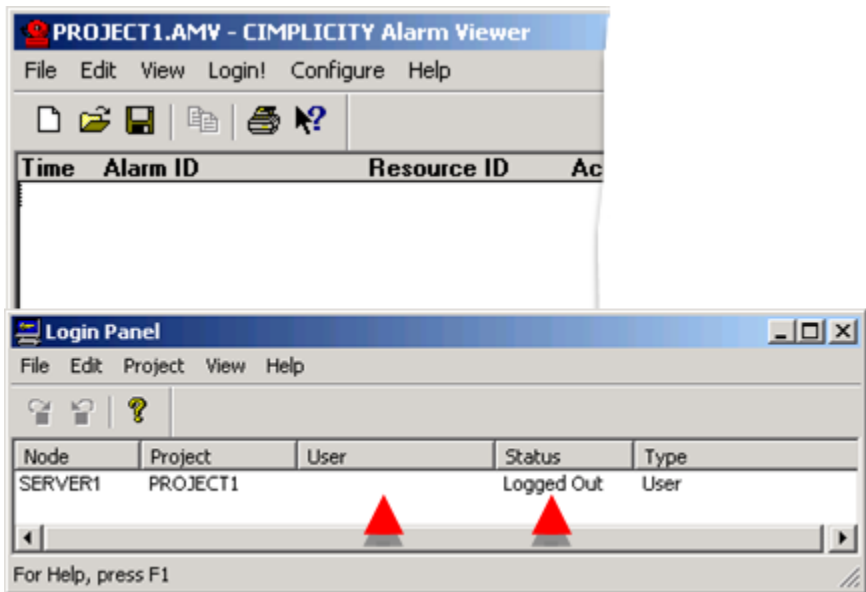 PROJECT1.AMV - CIMPLICITY Alarm Viewer
File Edit View Login! Configure Help
Time Alarm ID Resource ID Ac
Login Panel
File Edit Project View Help
Node Project User Status Type
SERVER1 PROJECT1 Logged Out User
For Help, press F1